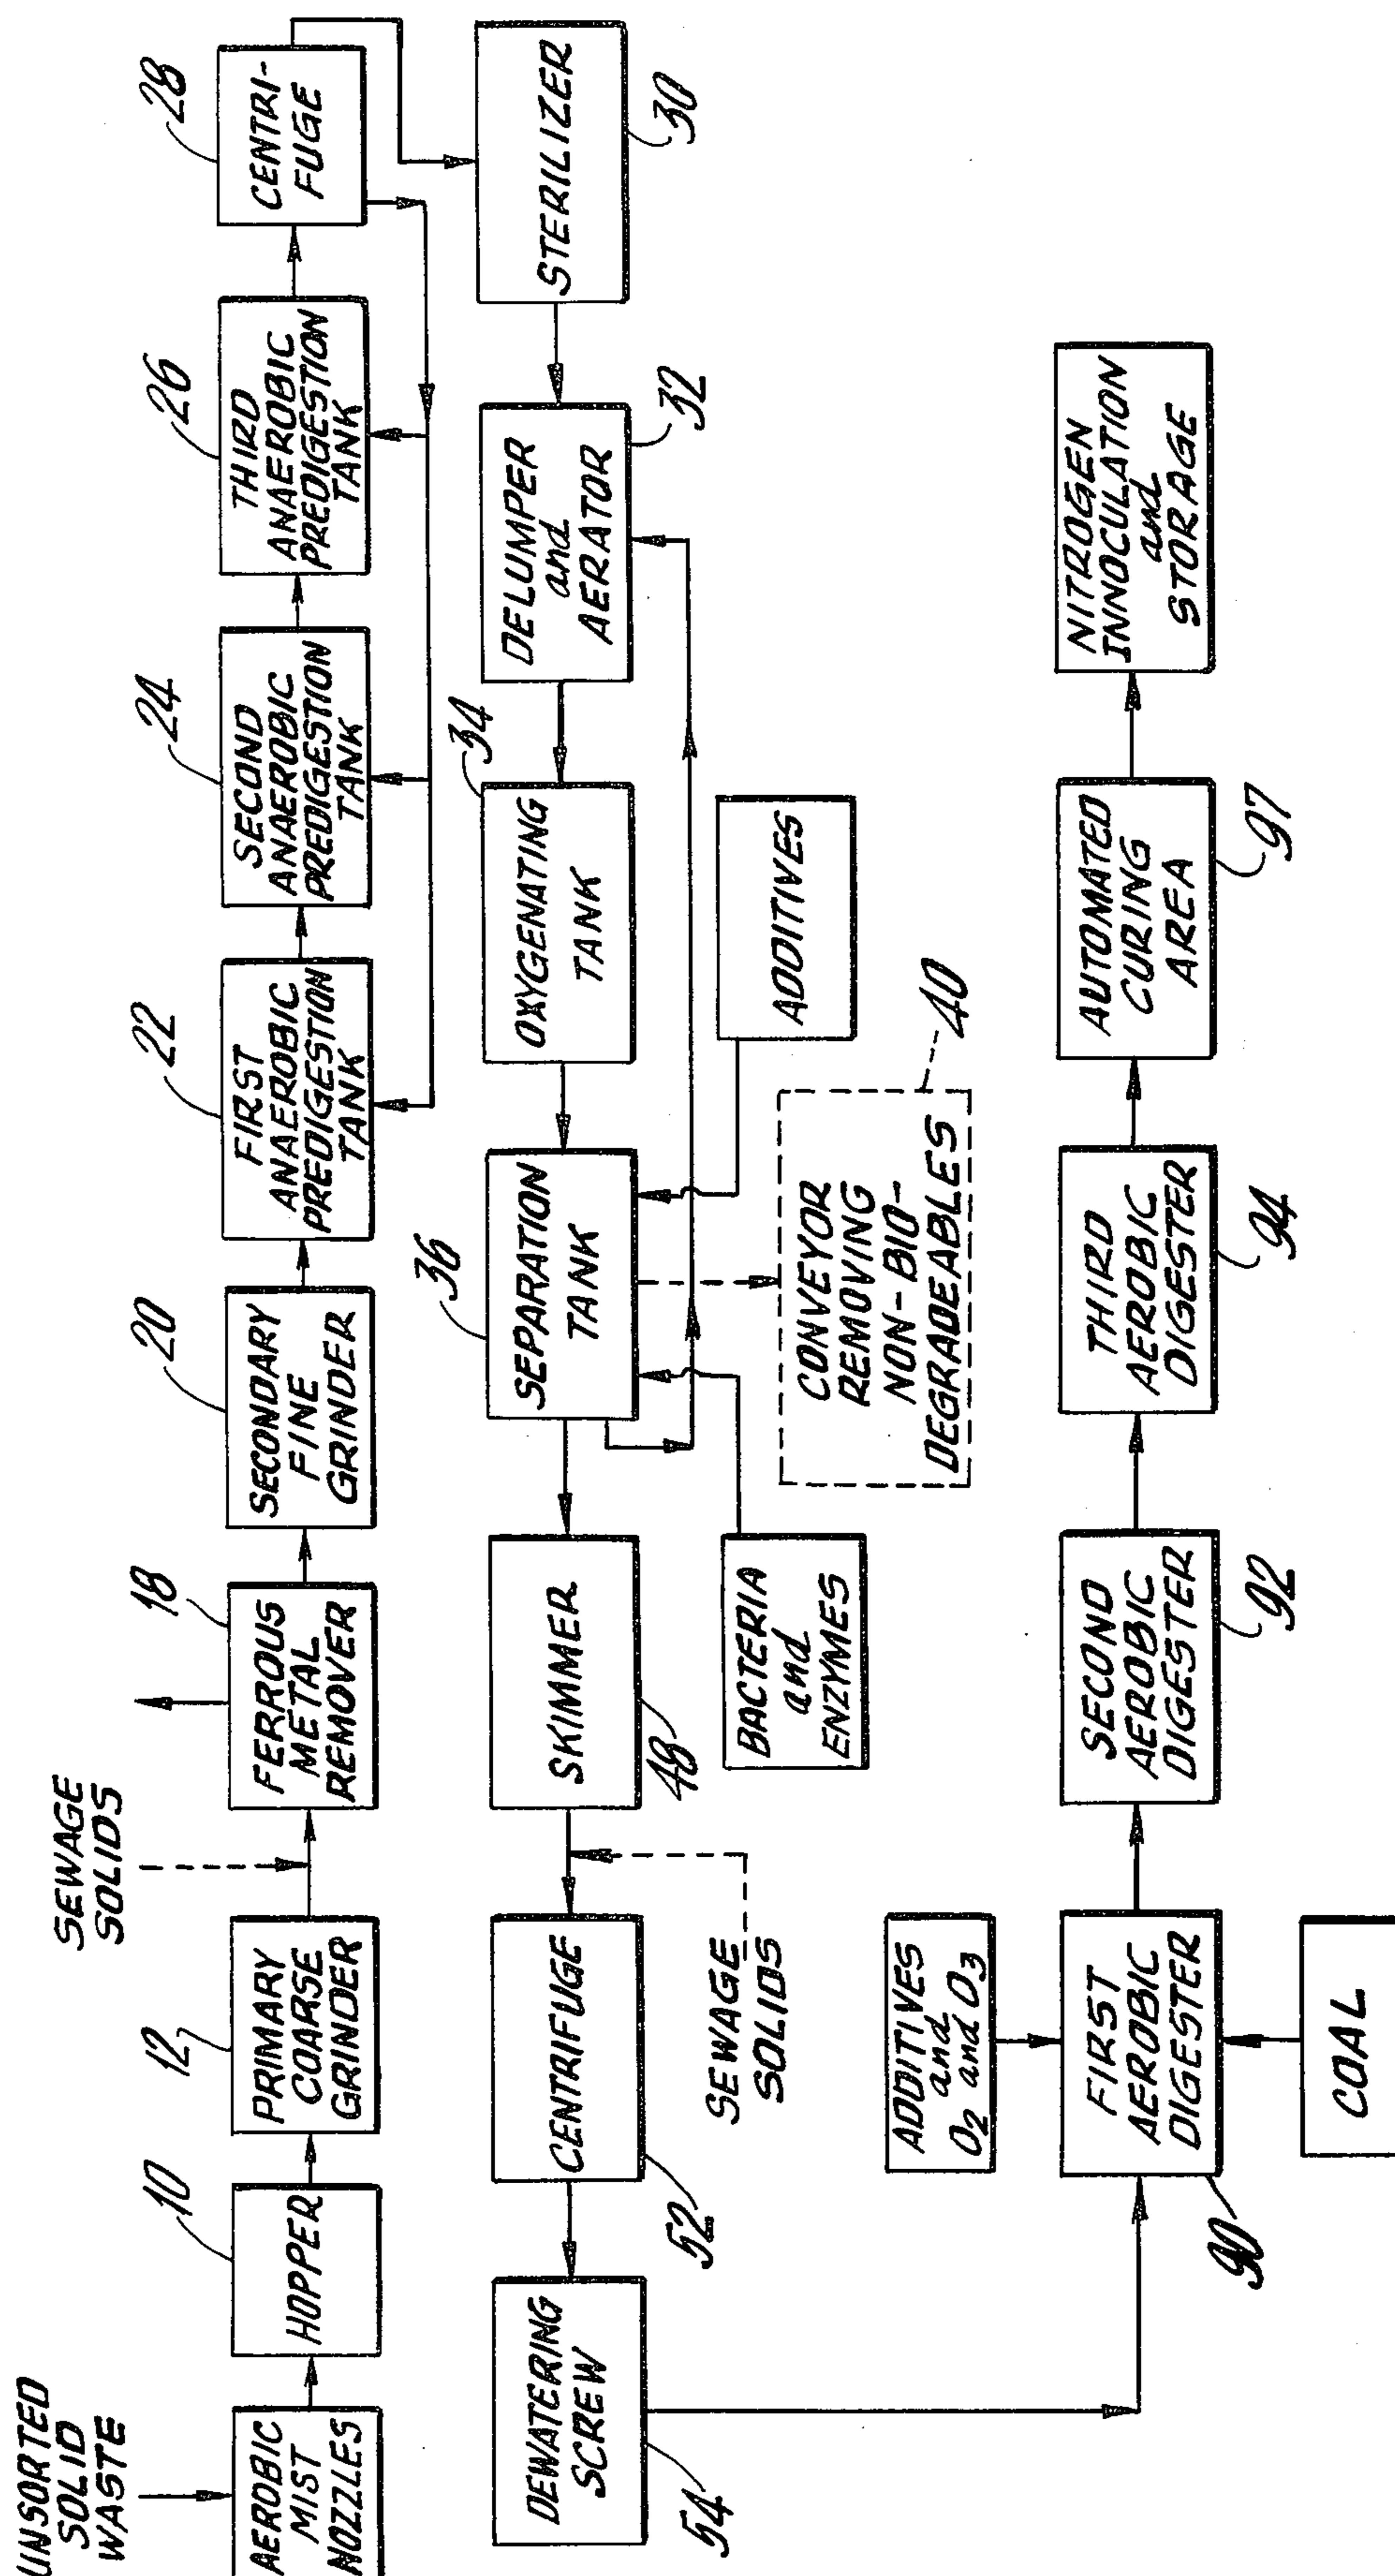 UNSORTED
SOLID
WASTE
AEROBIC
MIST
NOZZLES
10
HOPPER
12
PRIMARY
COARSE
GRINDER
SEWAGE
SOLIDS
18
FERROUS
METAL
REMOVER
20
SECONDARY
FINE
GRINDER
22
FIRST
ANAEROBIC
PREDIGESTION
TANK
24
SECOND
ANAEROBIC
PREDIGESTION
TANK
26
THIRD
ANAEROBIC
PREDIGESTION
TANK
28
CENTRI-
FUGE
STERILIZER
30
DELUMPER
and
AERATOR
32
34
OXYGENATING
TANK
36
SEPARATION
TANK
ADDITIVES
CONVEYOR
REMOVING
NON-BIO-
DEGRADEABLES
40
BACTERIA
and
ENZYMES
SKIMMER
48
SEWAGE
SOLIDS
CENTRIFUGE
52
DEWATERING
SCREW
54
ADDITIVES
and
O2 and O3
FIRST
AEROBIC
DIGESTER
90
COAL
SECOND
AEROBIC
DIGESTER
92
THIRD
AEROBIC
DIGESTER
94
AUTOMATED
CURING
AREA
97
NITROGEN
INNOCULATION
and
STORAGE